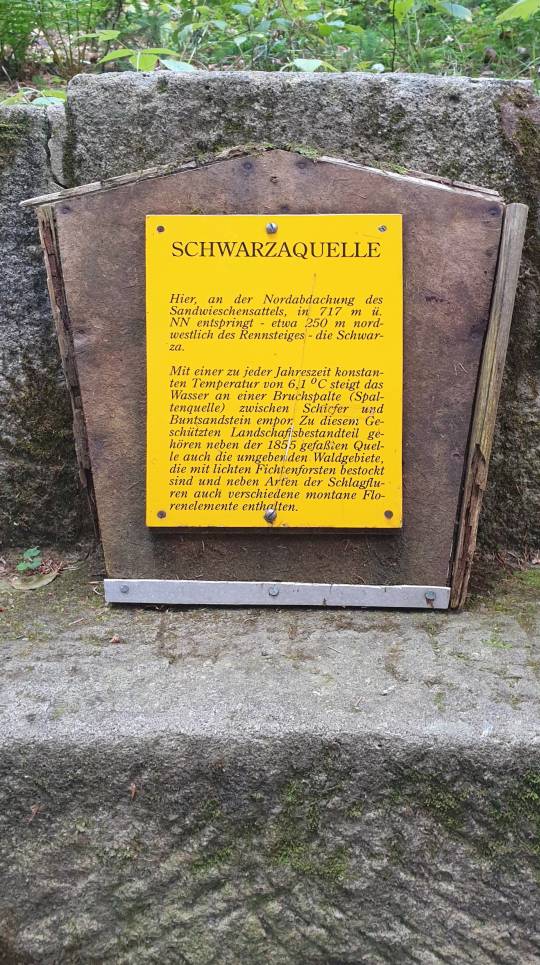 SCHWARZAQUELLE
Hier, an der Nordabdachung des
Sandwieschensattels, in 717 m ü.
NN entspringt - etwa 250 m nord-
westlich des Rennsteiges - die Schwar-
za.
Mit einer zu jeder Jahreszeit konstan-
ten Temperatur von 6,1 °C steigt das
Wasser an einer Bruchspalte (Spal-
tenquelle) zwischen Schiefer und
Buntsandstein empor. Zu diesem Ge-
schützten Landschaftsbestandteil ge-
hören neben der 1855 gefaßten Quel-
le auch die umgebenden Waldgebiete,
die mit lichten Fichtenforsten bestockt
sind und neben Arten der Schlagflu-
ren auch verschiedene montane Flo-
renelemente enthalten.